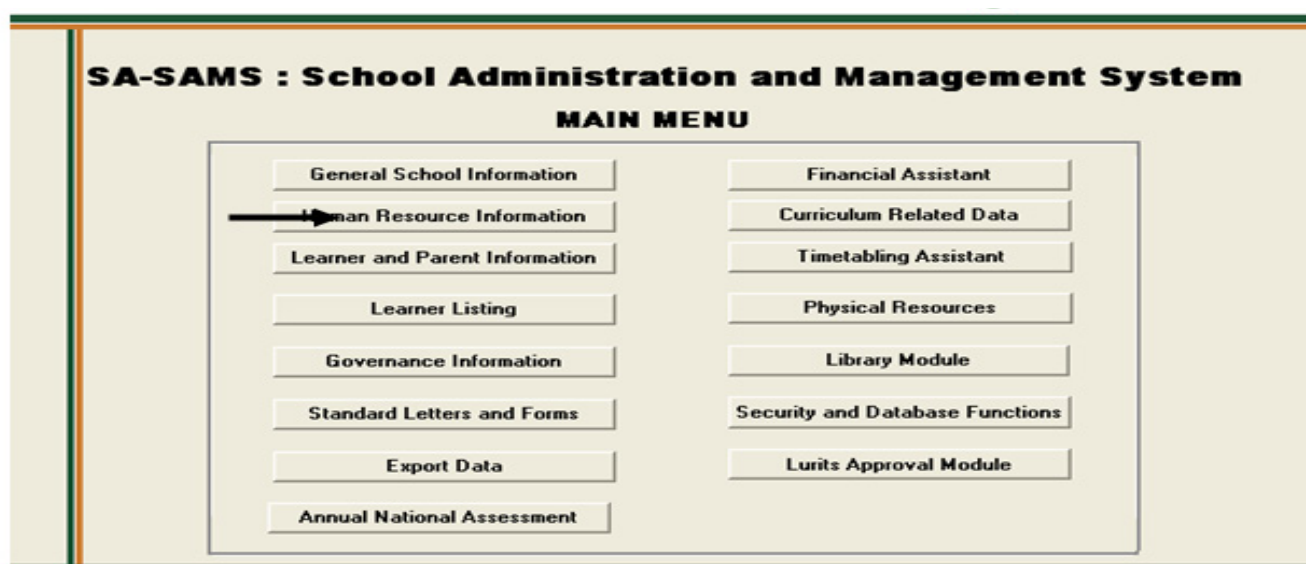 SA-SAMS : School Administration and Management System
MAIN MENU
General School Information
Human Resource Information
Learner and Parent Information
Learner Listing
Governance Information
Standard Letters and Forms
Export Data
Annual National Assessment
Financial Assistant
Curriculum Related Data
Timetabling Assistant
Physical Resources
Library Module
Security and Database Functions
Lurits Approval Module